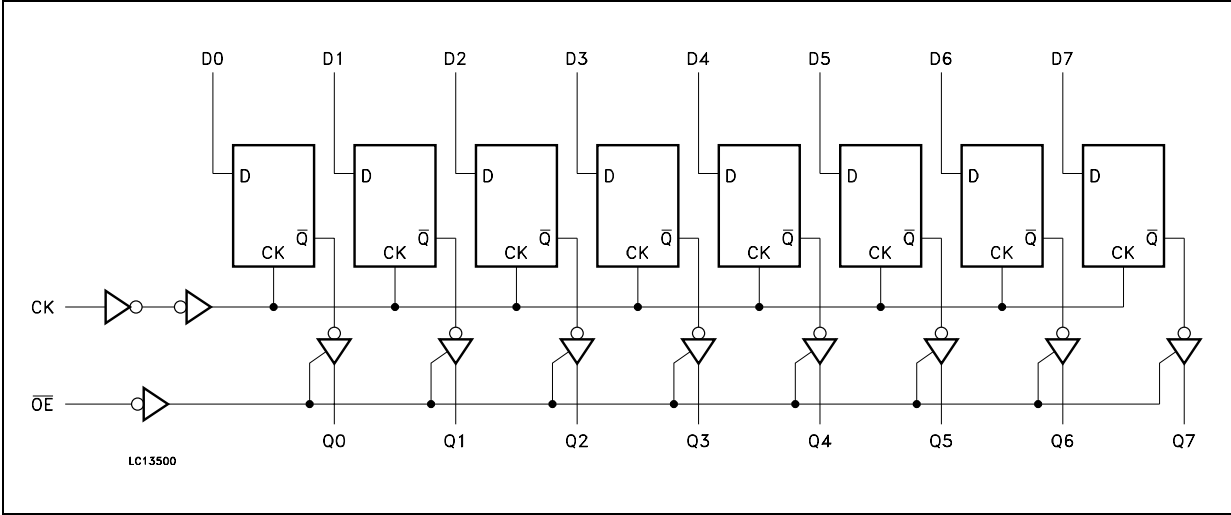 D0 D1 D2 D3 D4 D5 D6 D7
D D D D D D D D
Q̅ Q̅ Q̅ Q̅ Q̅ Q̅ Q̅ Q̅
CK CK CK CK CK CK CK CK
CK
O̅E̅
Q0 Q1 Q2 Q3 Q4 Q5 Q6 Q7
LC13500